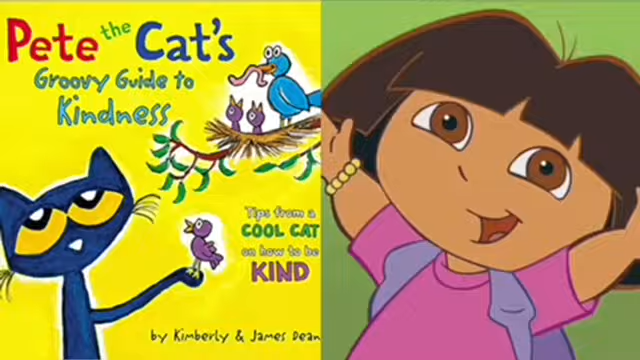 Pete the Cat's
Groovy Guide to
Kindness
Tips from a
COOL CAT
on how to be
KIND
by Kimberly & James Dean